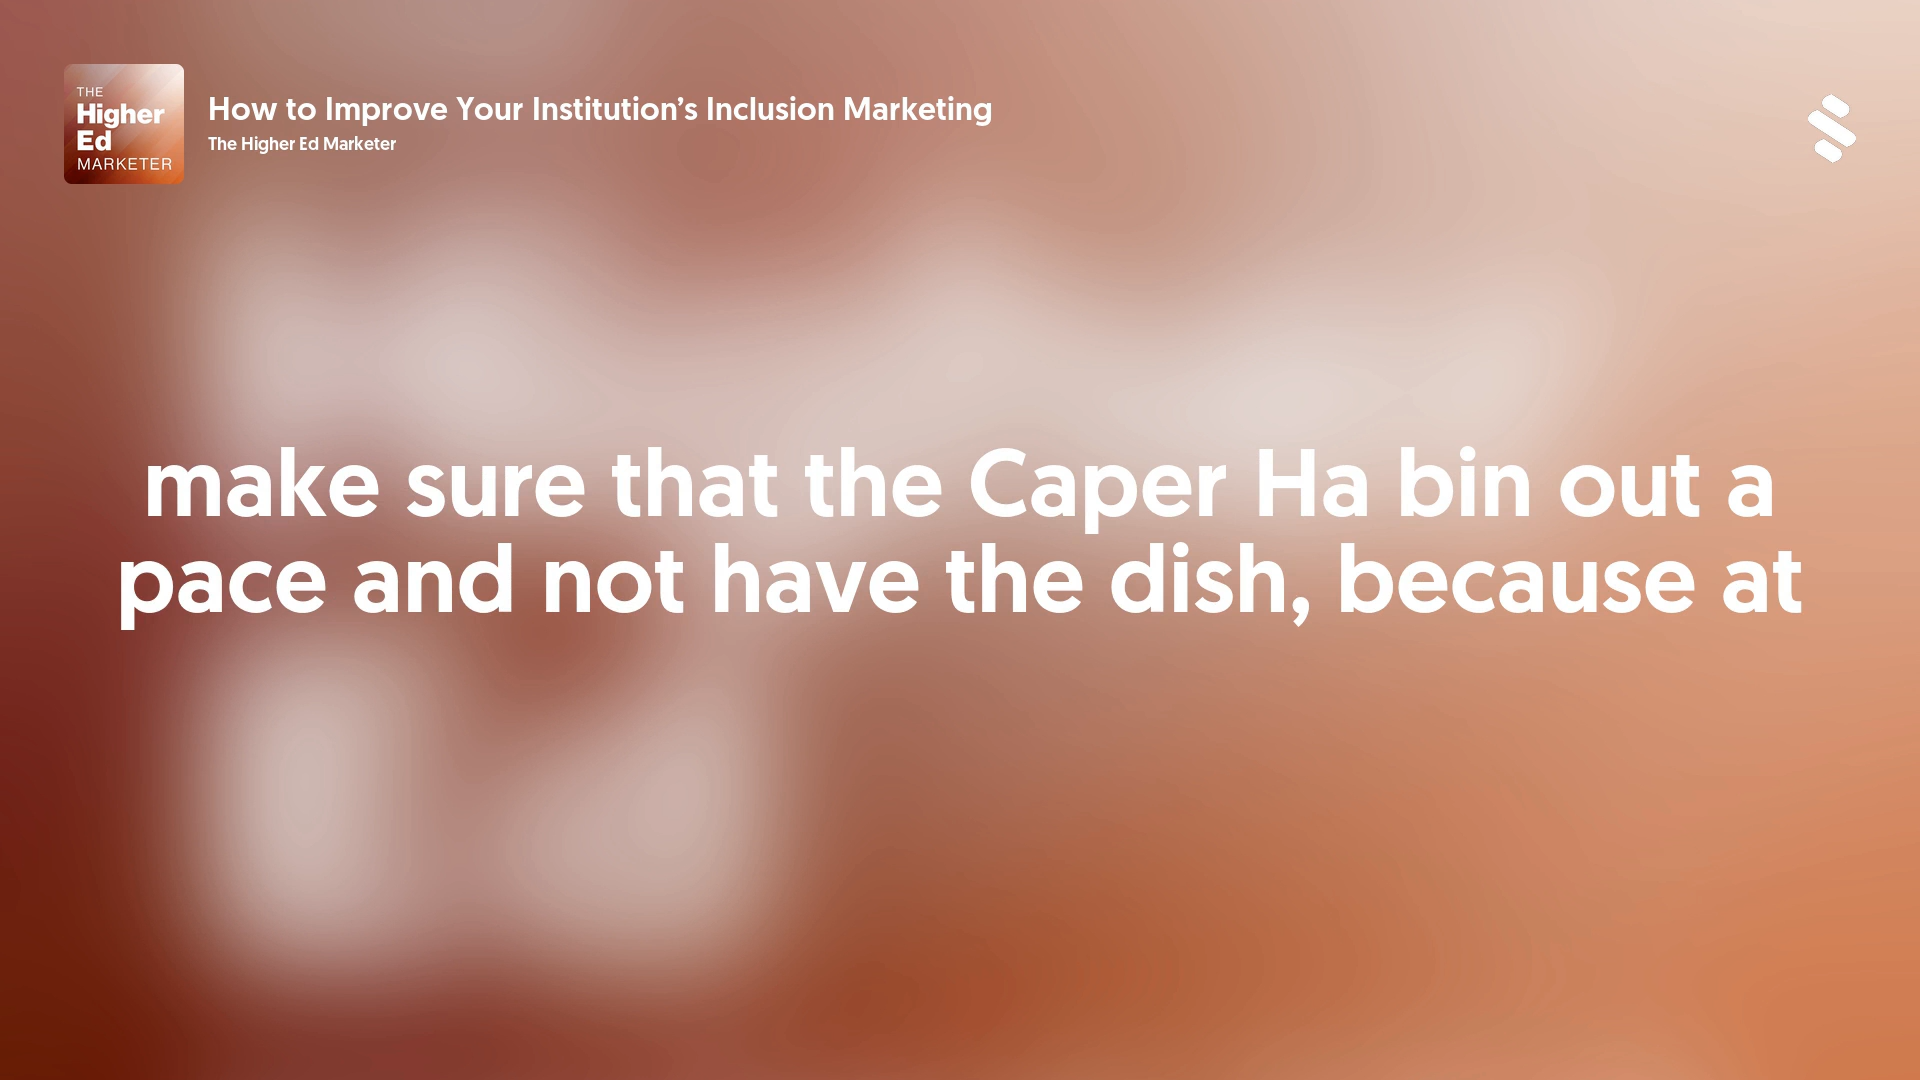 THE
Higher
Ed
MARKETER
How to Improve Your Institution’s Inclusion Marketing
The Higher Ed Marketer
make sure that the Caper Ha bin out a
pace and not have the dish, because at